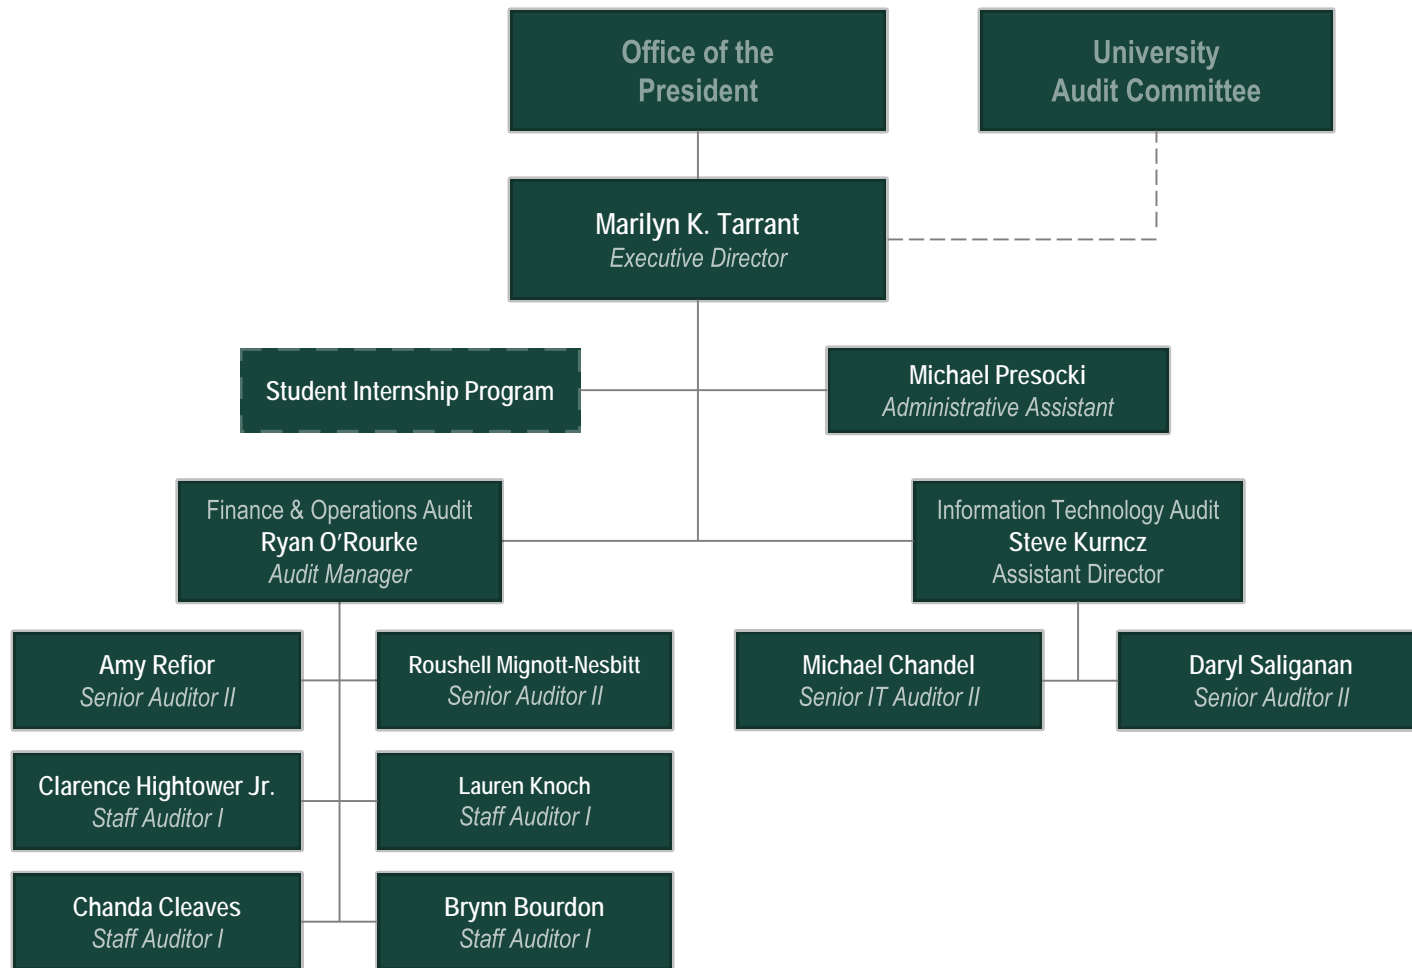 Office of the
President
University
Audit Committee
Marilyn K. Tarrant
Executive Director
Student Internship Program
Michael Presocki
Administrative Assistant
Finance & Operations Audit
Ryan O'Rourke
Audit Manager
Information Technology Audit
Steve Kurncz
Assistant Director
Amy Refior
Senior Auditor II
Roushell Mignott-Nesbitt
Senior Auditor II
Michael Chandel
Senior IT Auditor II
Daryl Saliganan
Senior Auditor II
Clarence Hightower Jr.
Staff Auditor I
Lauren Knoch
Staff Auditor I
Chanda Cleaves
Staff Auditor I
Brynn Bourdon
Staff Auditor I